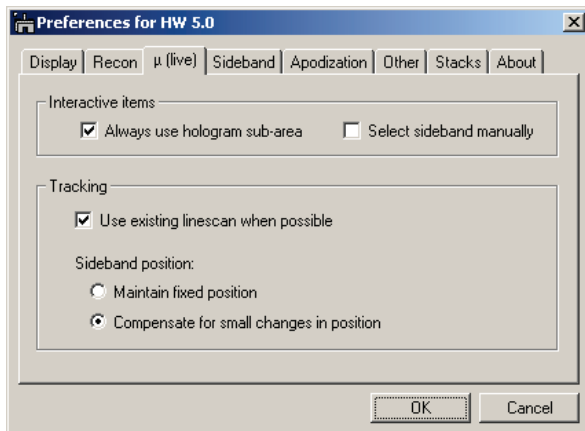 Preferences for HW 5.0
Display Recon µ (live) Sideband Apodization Other Stacks About
Interactive items
Always use hologram sub-area Select sideband manually
Tracking
Use existing linescan when possible
Sideband position:
Maintain fixed position
Compensate for small changes in position
OK Cancel